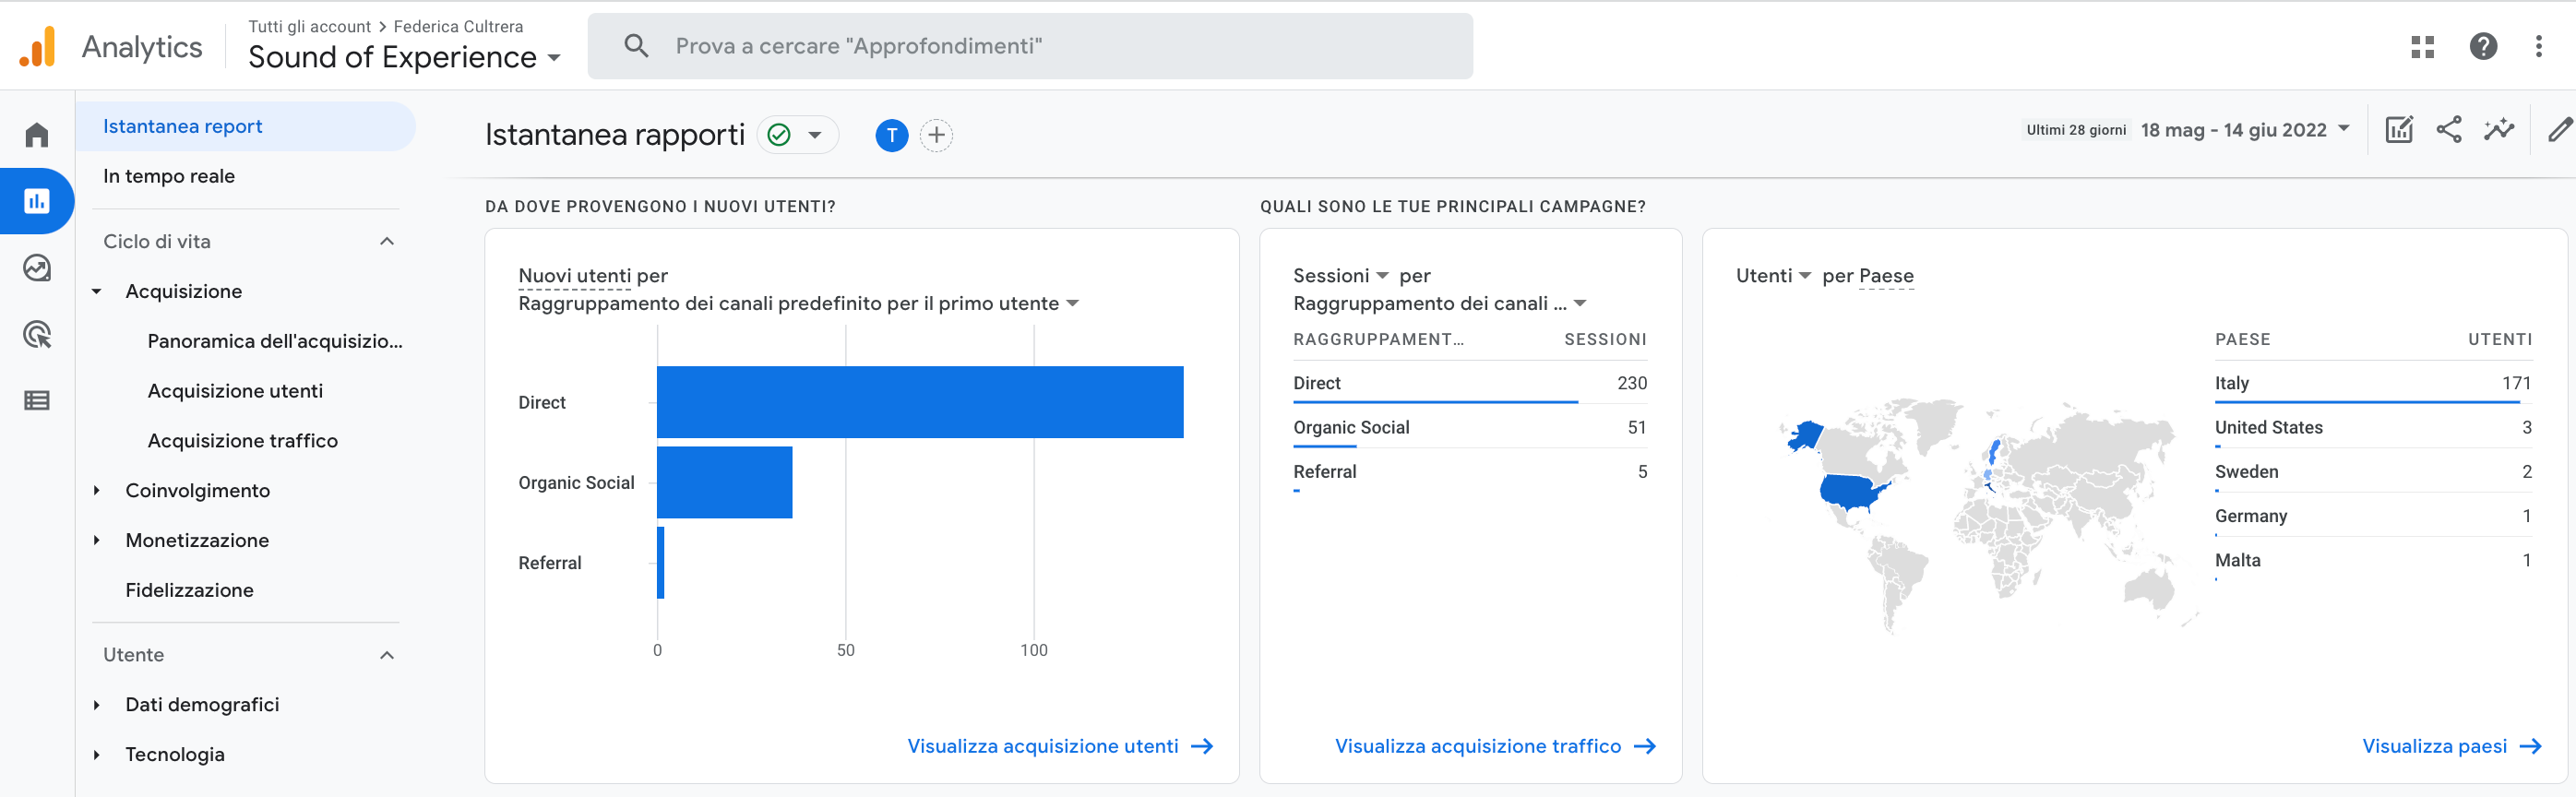 Analytics
Tutti gli account > Federica Cultrera
Sound of Experience
Prova a cercare "Approfondimenti"
Istantanea report
In tempo reale
Ciclo di vita
Acquisizione
Panoramica dell'acquisizio...
Acquisizione utenti
Acquisizione traffico
Coinvolgimento
Monetizzazione
Fidelizzazione
Utente
Dati demografici
Tecnologia
Istantanea rapporti
T
Ultimi 28 giorni 18 mag - 14 giu 2022
DA DOVE PROVENGONO I NUOVI UTENTI?
Nuovi utenti per
Raggruppamento dei canali predefinito per il primo utente
Direct
Organic Social
Referral
0 50 100
Visualizza acquisizione utenti
QUALI SONO LE TUE PRINCIPALI CAMPAGNE?
Sessioni per
Raggruppamento dei canali ...
RAGGRUPPAMENT... SESSIONI
Direct 230
Organic Social 51
Referral 5
Visualizza acquisizione traffico
Utenti per Paese
PAESE UTENTI
Italy 171
United States 3
Sweden 2
Germany 1
Malta 1
Visualizza paesi